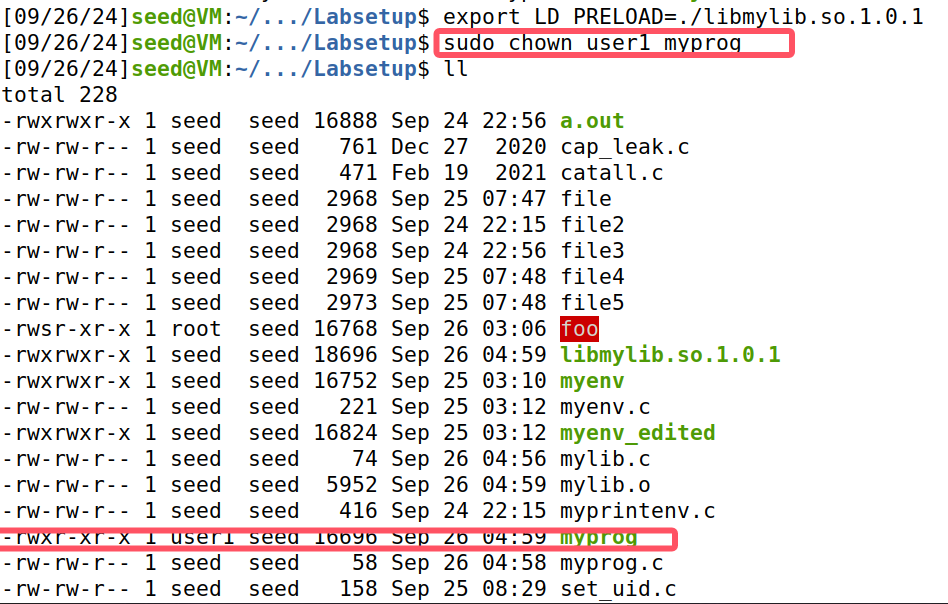 [09/26/24]seed@VM:~/.../Labsetup$ export LD_PRELOAD=./libmylib.so.1.0.1
[09/26/24]seed@VM:~/.../Labsetup$ sudo chown user1 myprog
[09/26/24]seed@VM:~/.../Labsetup$ ll
total 228
-rwxrwxr-x 1 seed  seed 16888 Sep 24 22:56 a.out
-rw-rw-r-- 1 seed  seed   761 Dec 27  2020 cap_leak.c
-rw-rw-r-- 1 seed  seed   471 Feb 19  2021 catall.c
-rw-rw-r-- 1 seed  seed  2968 Sep 25 07:47 file
-rw-rw-r-- 1 seed  seed  2968 Sep 24 22:15 file2
-rw-rw-r-- 1 seed  seed  2968 Sep 24 22:56 file3
-rw-rw-r-- 1 seed  seed  2969 Sep 25 07:48 file4
-rw-rw-r-- 1 seed  seed  2973 Sep 25 07:48 file5
-rwsr-xr-x 1 root  seed 16768 Sep 26 03:06 foo
-rwxrwxr-x 1 seed  seed 18696 Sep 26 04:59 libmylib.so.1.0.1
-rwxrwxr-x 1 seed  seed 16752 Sep 25 03:10 myenv
-rw-rw-r-- 1 seed  seed   221 Sep 25 03:12 myenv.c
-rwxrwxr-x 1 seed  seed 16824 Sep 25 03:12 myenv_edited
-rw-rw-r-- 1 seed  seed    74 Sep 26 04:56 mylib.c
-rw-rw-r-- 1 seed  seed  5952 Sep 26 04:59 mylib.o
-rw-rw-r-- 1 seed  seed   416 Sep 24 22:15 myprintenv.c
-rwxr-xr-x 1 user1 seed 16696 Sep 26 04:59 myprog
-rw-rw-r-- 1 seed  seed    58 Sep 26 04:58 myprog.c
-rw-rw-r-- 1 seed  seed   158 Sep 25 08:29 set_uid.c